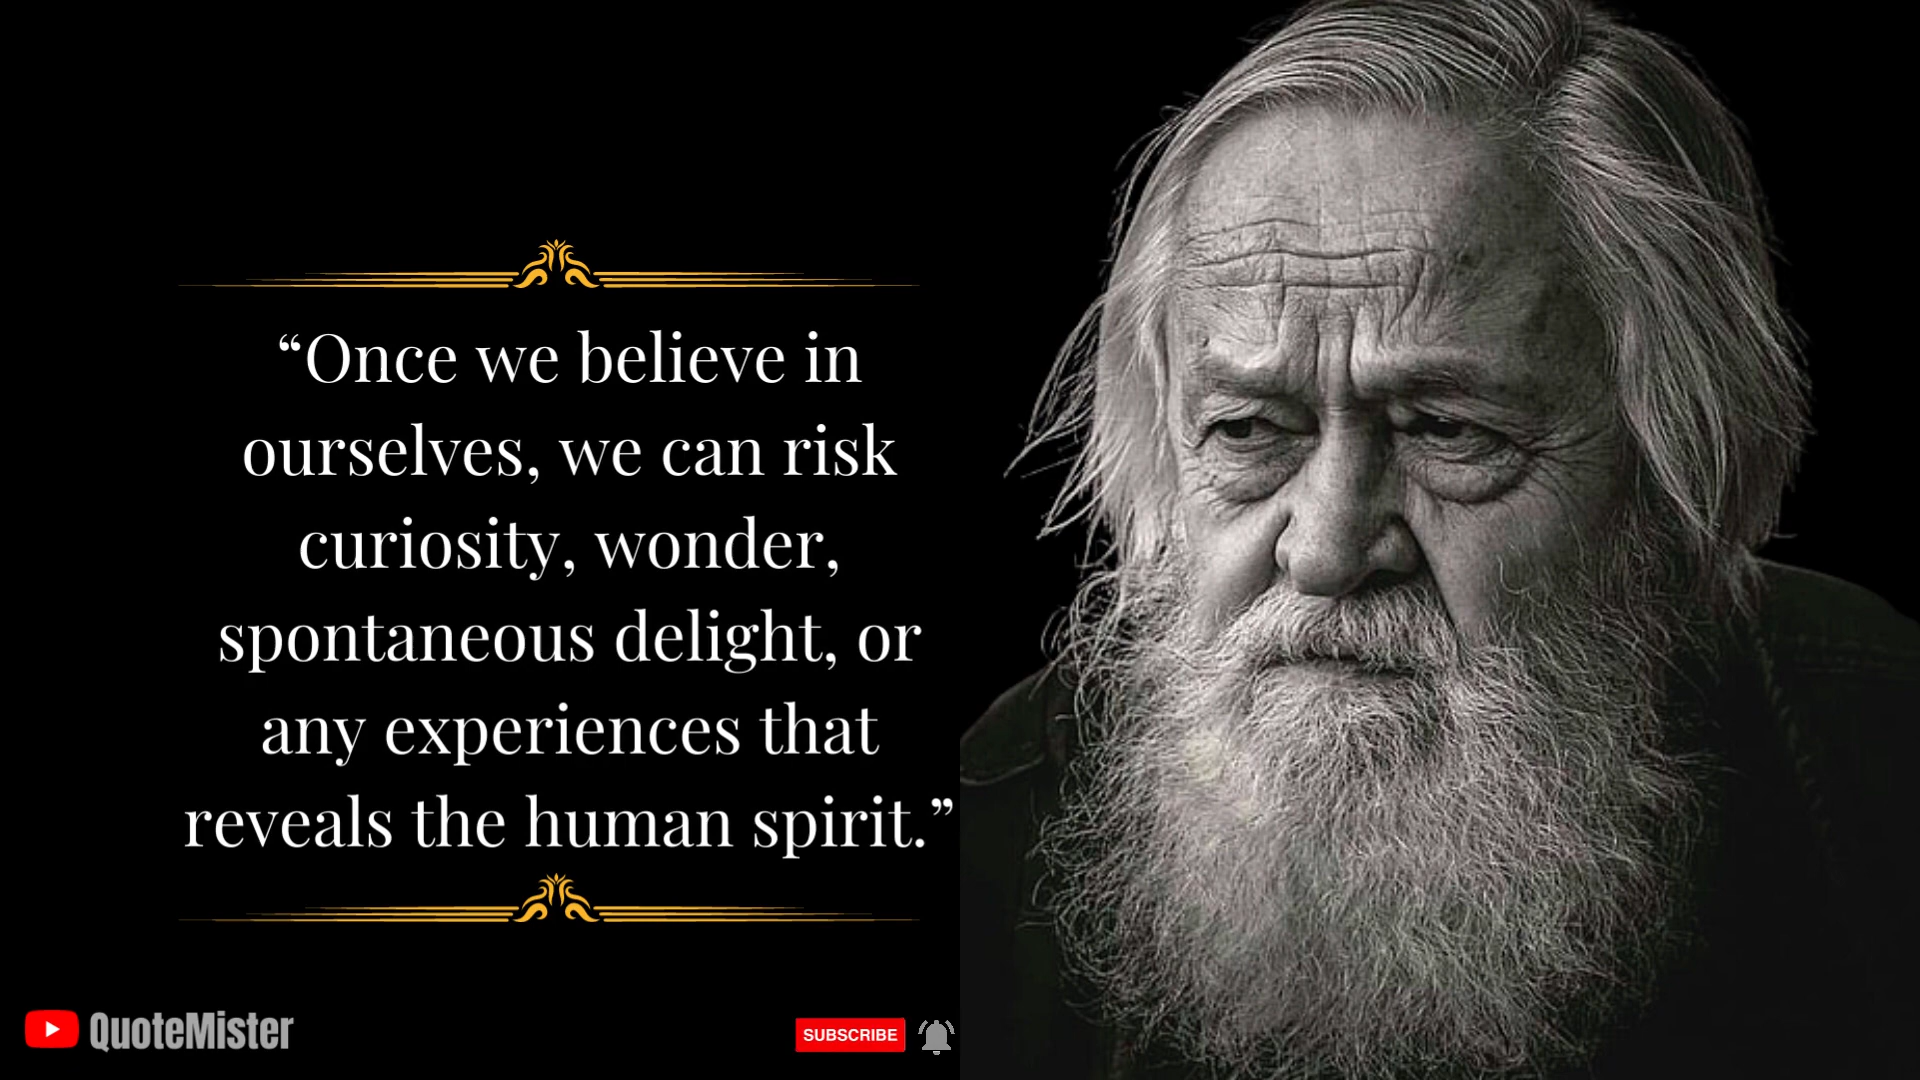 “Once we believe in
ourselves, we can risk
curiosity, wonder,
spontaneous delight, or
any experiences that
reveals the human spirit.”
QuoteMister
SUBSCRIBE